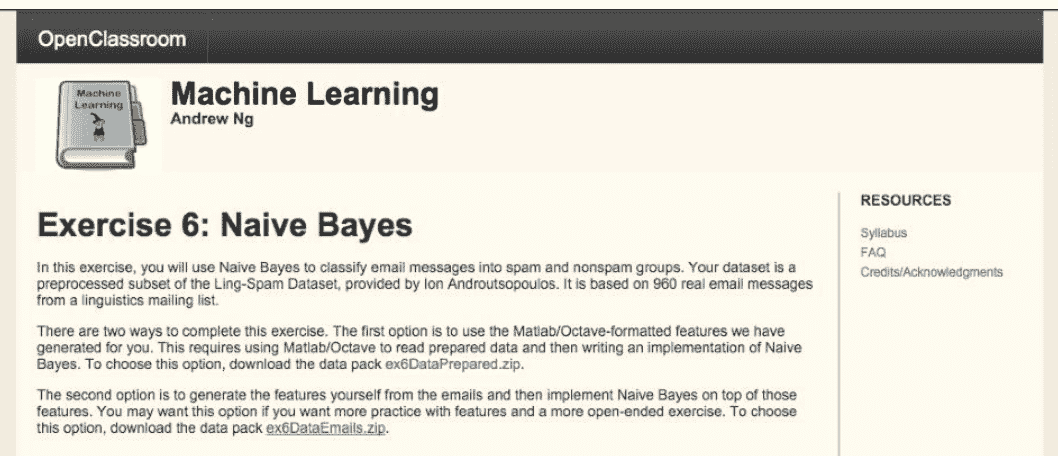 OpenClassroom
Machine
Learning
Machine Learning
Andrew Ng
RESOURCES
Syllabus
FAQ
Credits/Acknowledgments
Exercise 6: Naive Bayes
In this exercise, you will use Naive Bayes to classify email messages into spam and nonspam groups. Your dataset is a
preprocessed subset of the Ling-Spam Dataset, provided by Ion Androutsopoulos. It is based on 960 real email messages
from a linguistics mailing list.
There are two ways to complete this exercise. The first option is to use the Matlab/Octave-formatted features we have
generated for you. This requires using Matlab/Octave to read prepared data and then writing an implementation of Naive
Bayes. To choose this option, download the data pack ex6DataPrepared.zip.
The second option is to generate the features yourself from the emails and then implement Naive Bayes on top of those
features. You may want this option if you want more practice with features and a more open-ended exercise. To choose
this option, download the data pack ex6DataEmails.zip.